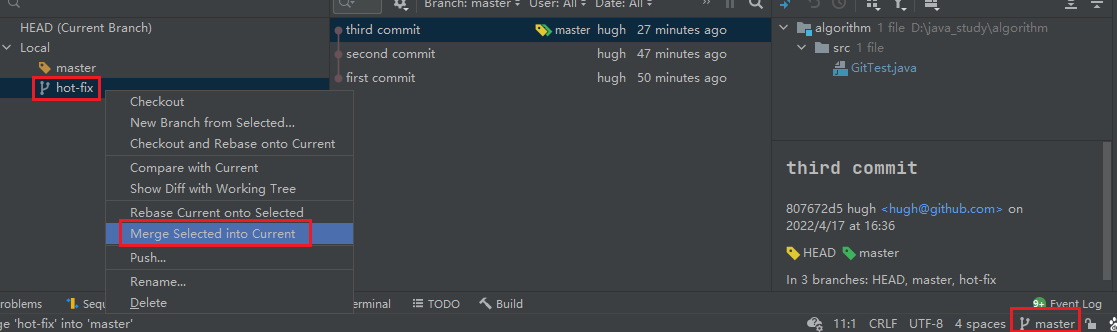 Branch: master User: All Date: All »
HEAD (Current Branch)
Local
master
hot-fix
Checkout
New Branch from Selected...
Checkout and Rebase onto Current
Compare with Current
Show Diff with Working Tree
Rebase Current onto Selected
Merge Selected into Current
Push...
Rename...
Delete
third commit master hugh 27 minutes ago
second commit hugh 47 minutes ago
first commit hugh 50 minutes ago
algorithm 1 file D:\java_study\algorithm
src 1 file
GitTest.java
third commit
807672d5 hugh <hugh@github.com> on
2022/4/17 at 16:36
HEAD master
In 3 branches: HEAD, master, hot-fix
roblems Sequ erminal TODO Build 9+ Event Log
ge 'hot-fix' into 'master' 11:1 CRLF UTF-8 4 spaces master